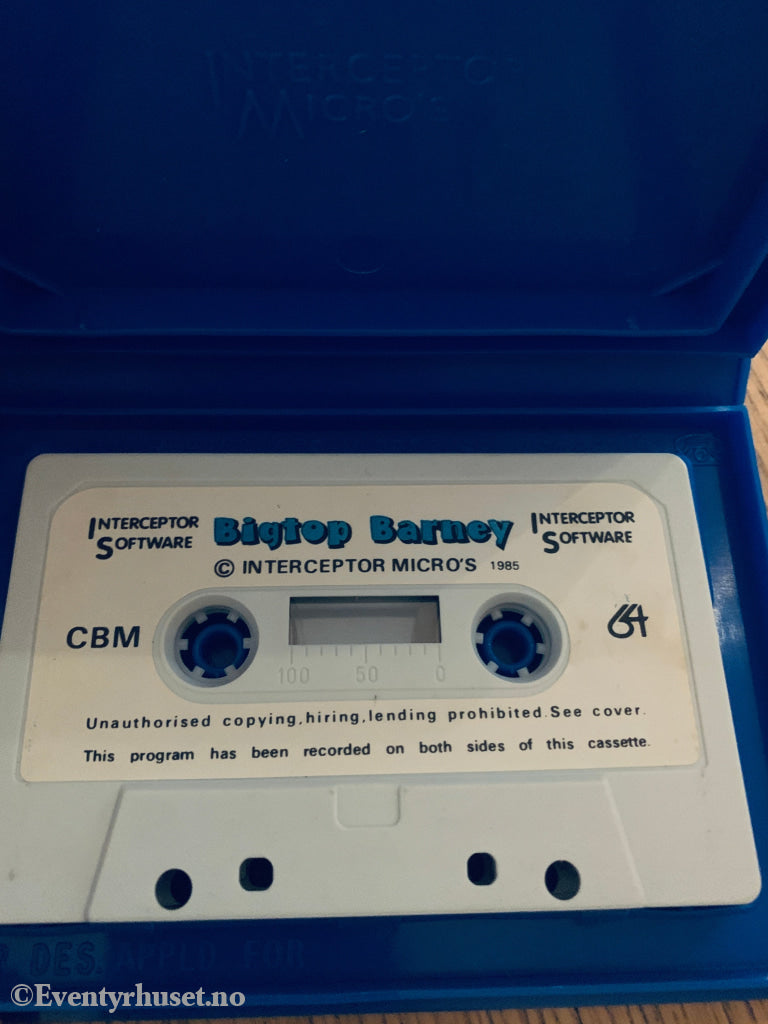 INTERCEPTOR
MICRO'S
INTERCEPTOR
SOFTWARE
Bigtop Barney
INTERCEPTOR
SOFTWARE
© INTERCEPTOR MICRO'S 1985
CBM
64
100 50 0
Unauthorised copying,hiring,lending prohibited.See cover.
This program has been recorded on both sides of this cassette.
DES. APPLD FOR
©Eventyrhuset.no